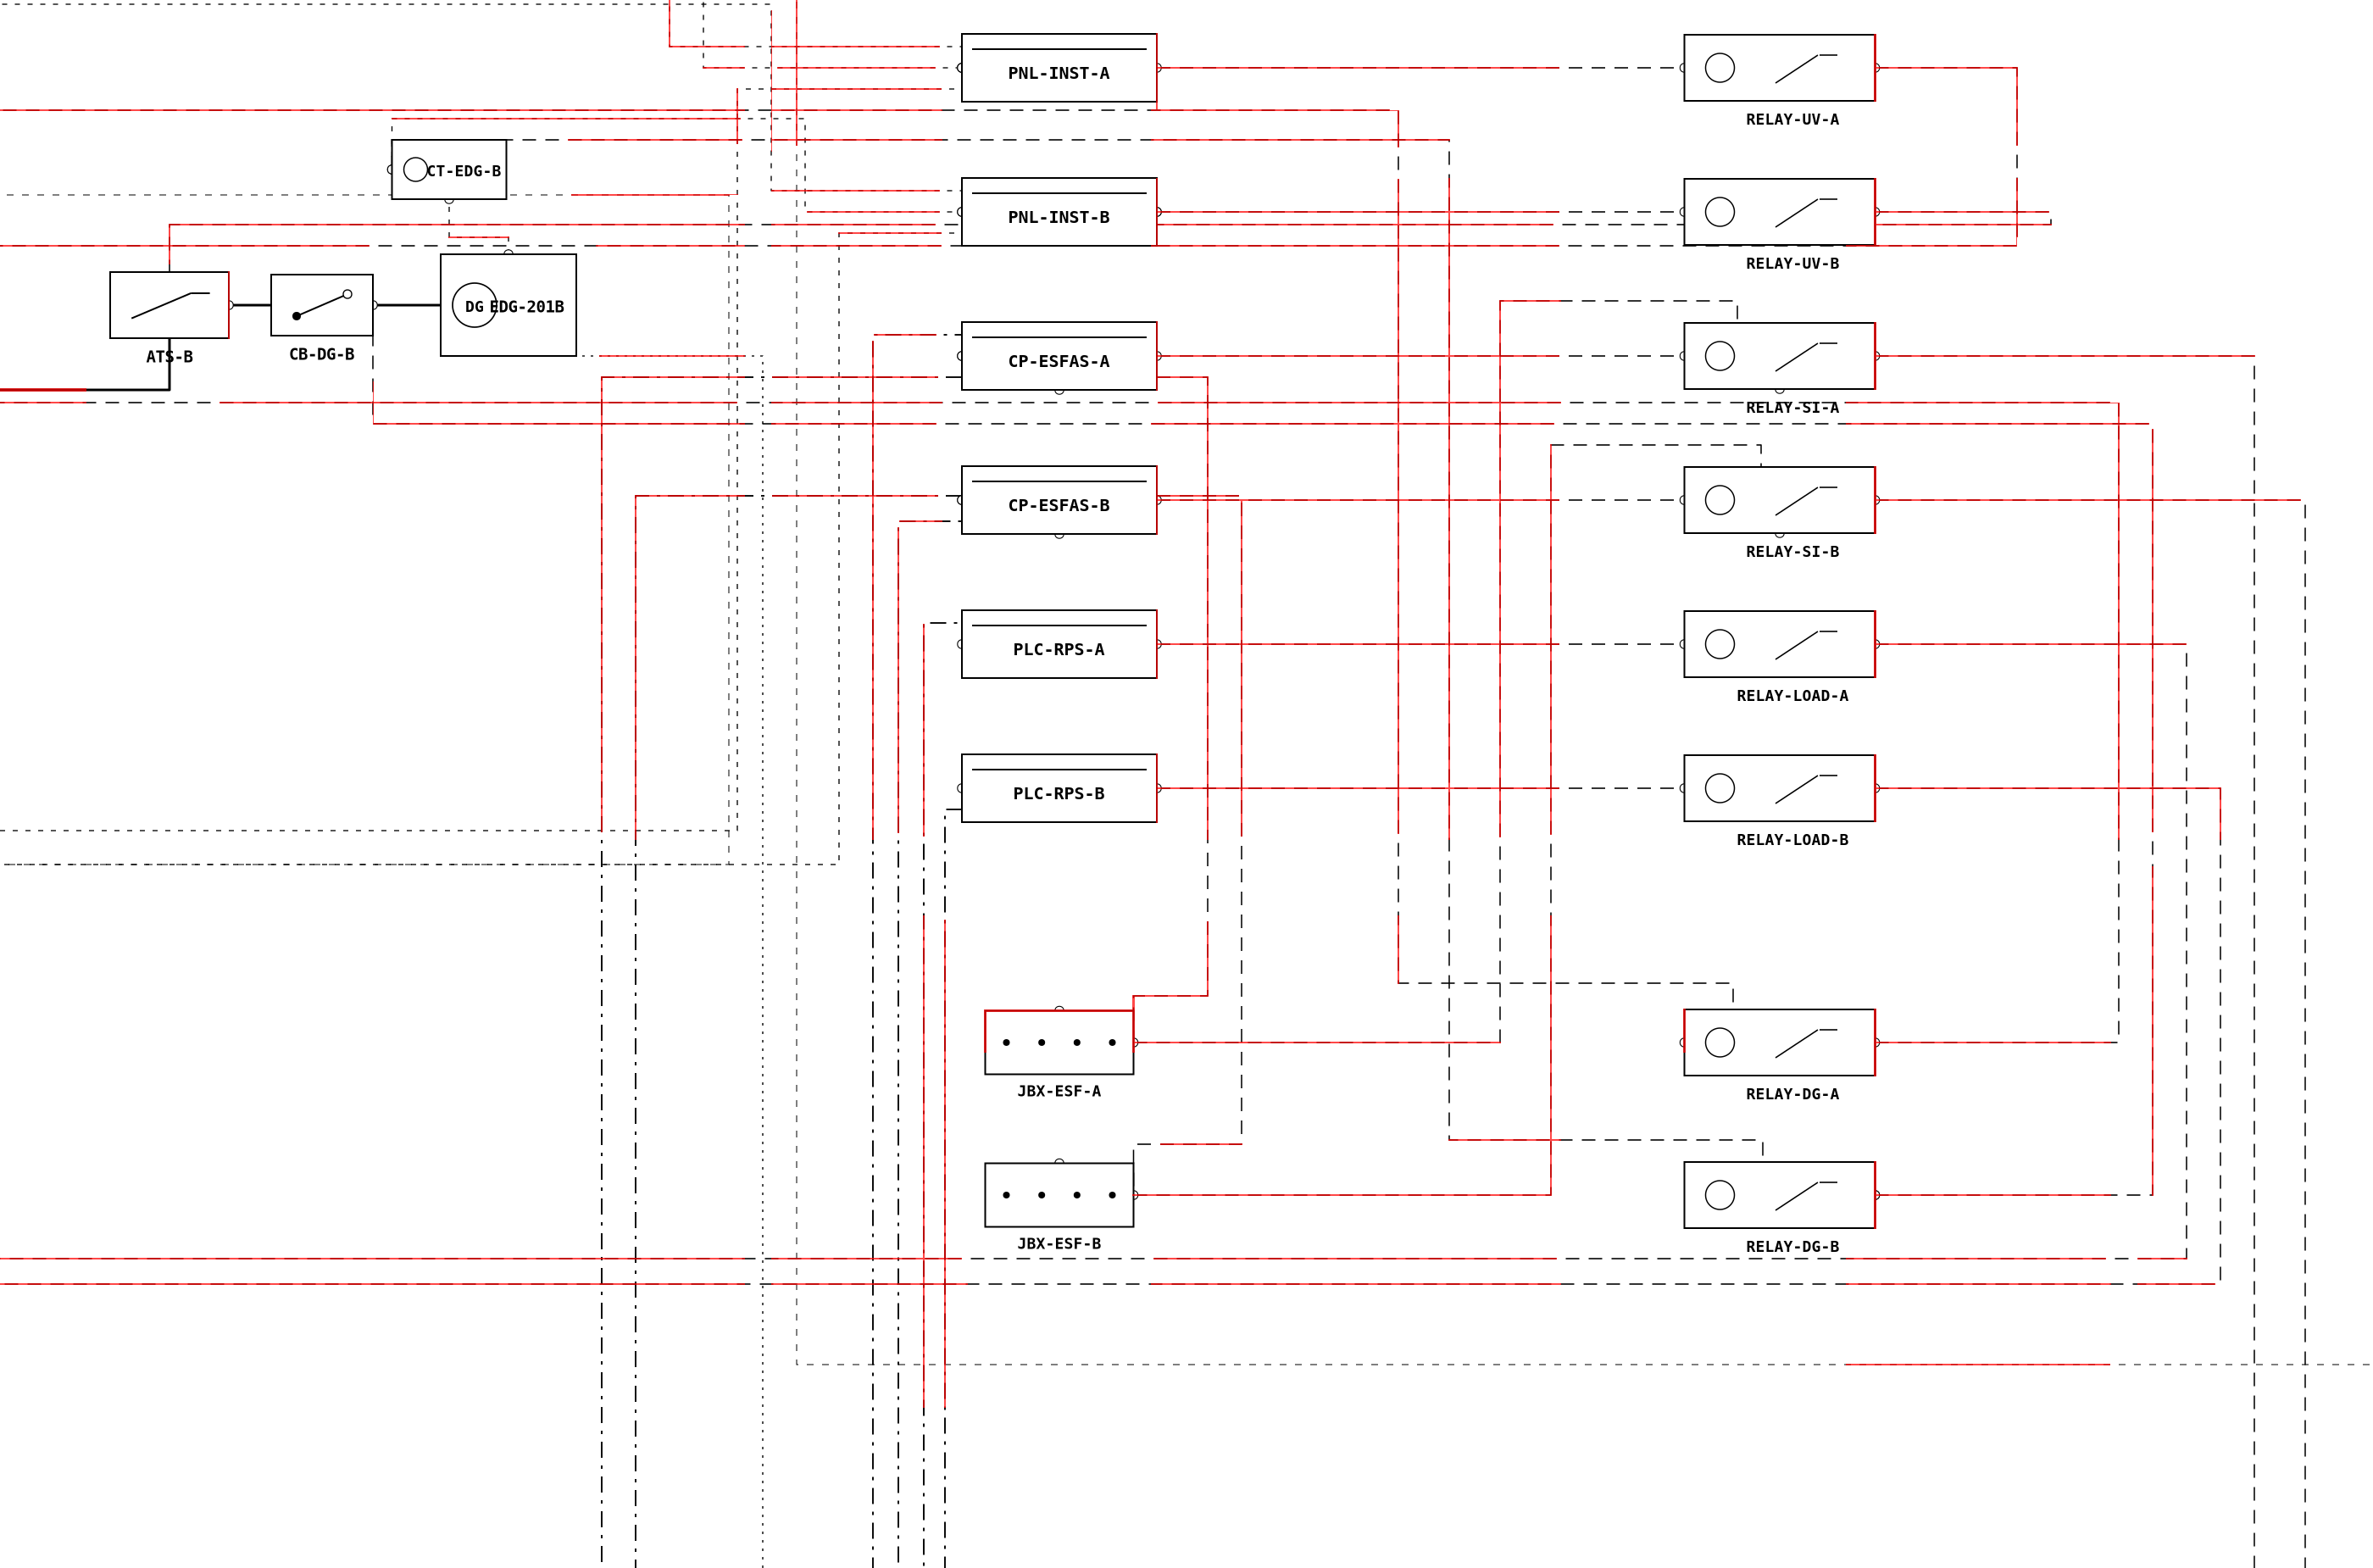 PNL-INST-A
RELAY-UV-A
CT-EDG-B
PNL-INST-B
RELAY-UV-B
DG EDG-201B
ATS-B
CB-DG-B
CP-ESFAS-A
RELAY-SI-A
CP-ESFAS-B
RELAY-SI-B
PLC-RPS-A
RELAY-LOAD-A
PLC-RPS-B
RELAY-LOAD-B
JBX-ESF-A
RELAY-DG-A
JBX-ESF-B
RELAY-DG-B